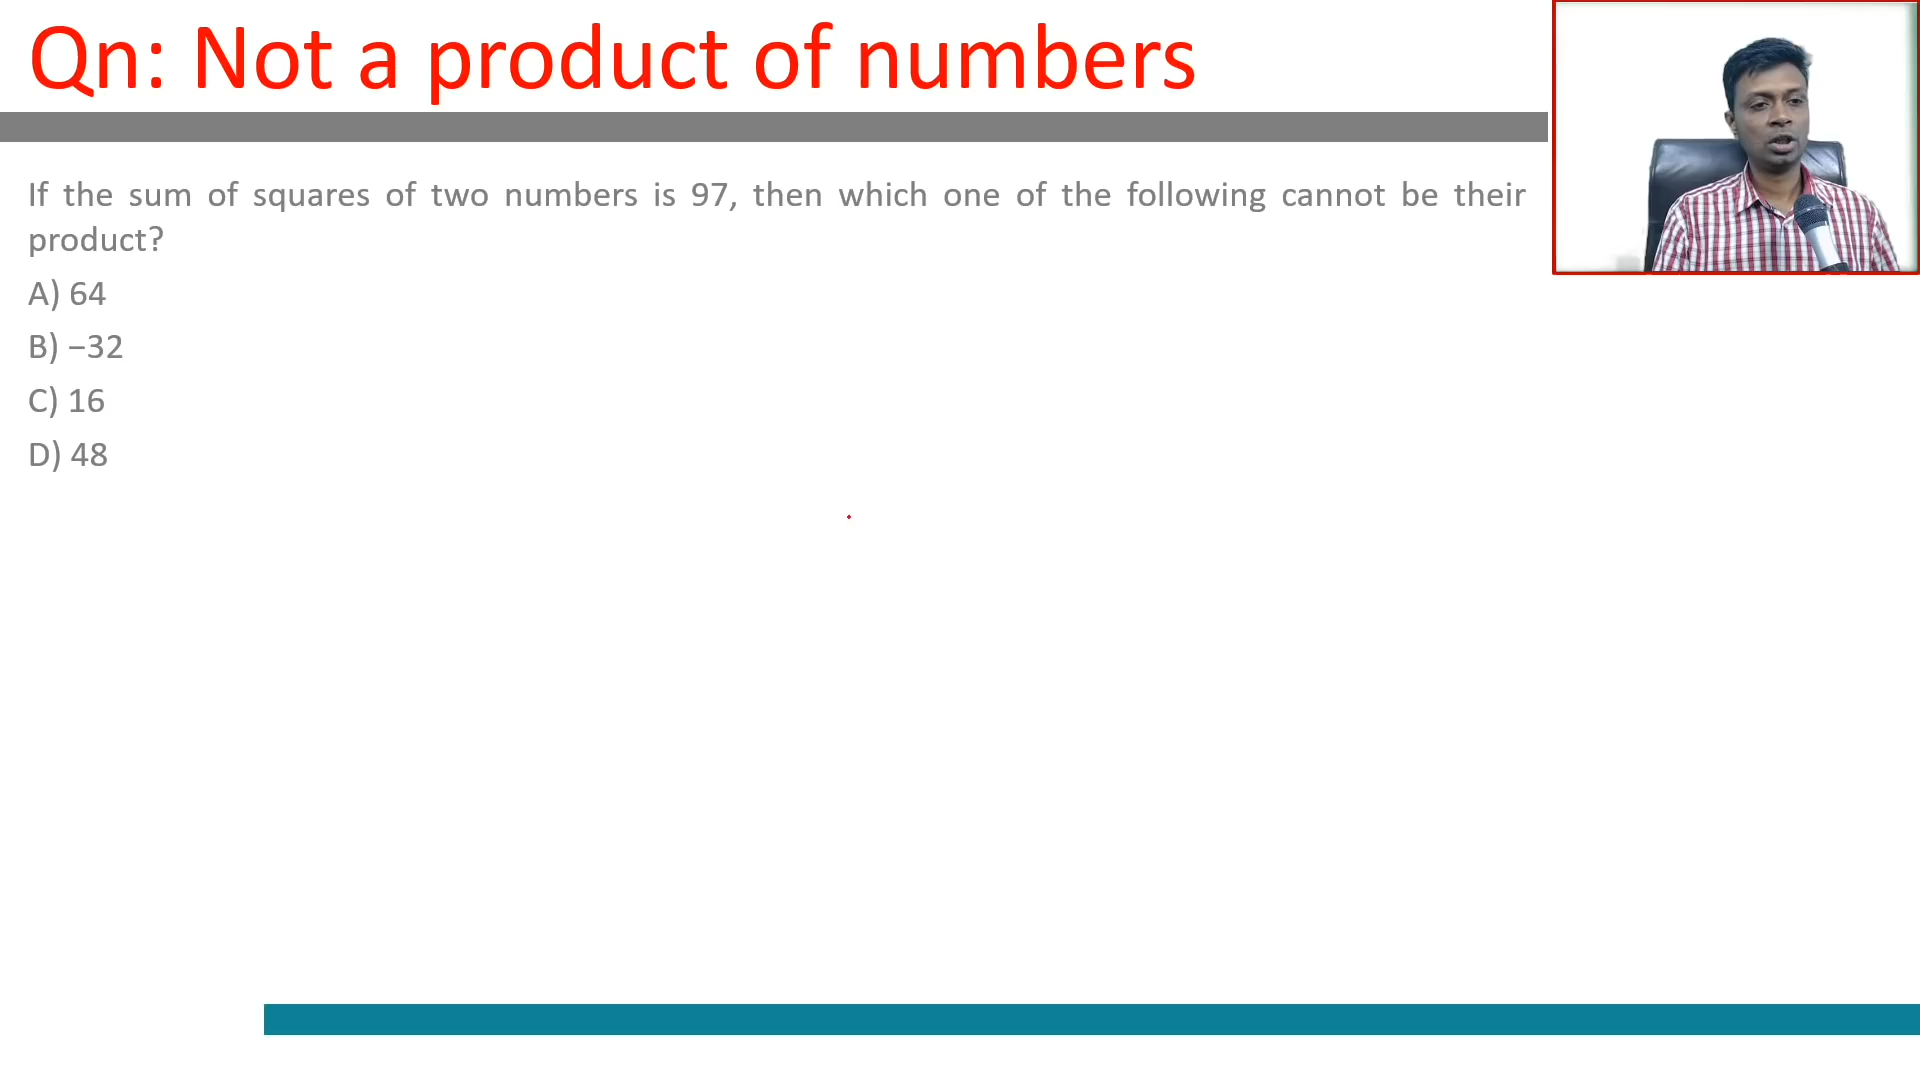 Qn: Not a product of numbers
If the sum of squares of two numbers is 97, then which one of the following cannot be their
product?
A) 64
B) −32
C) 16
D) 48